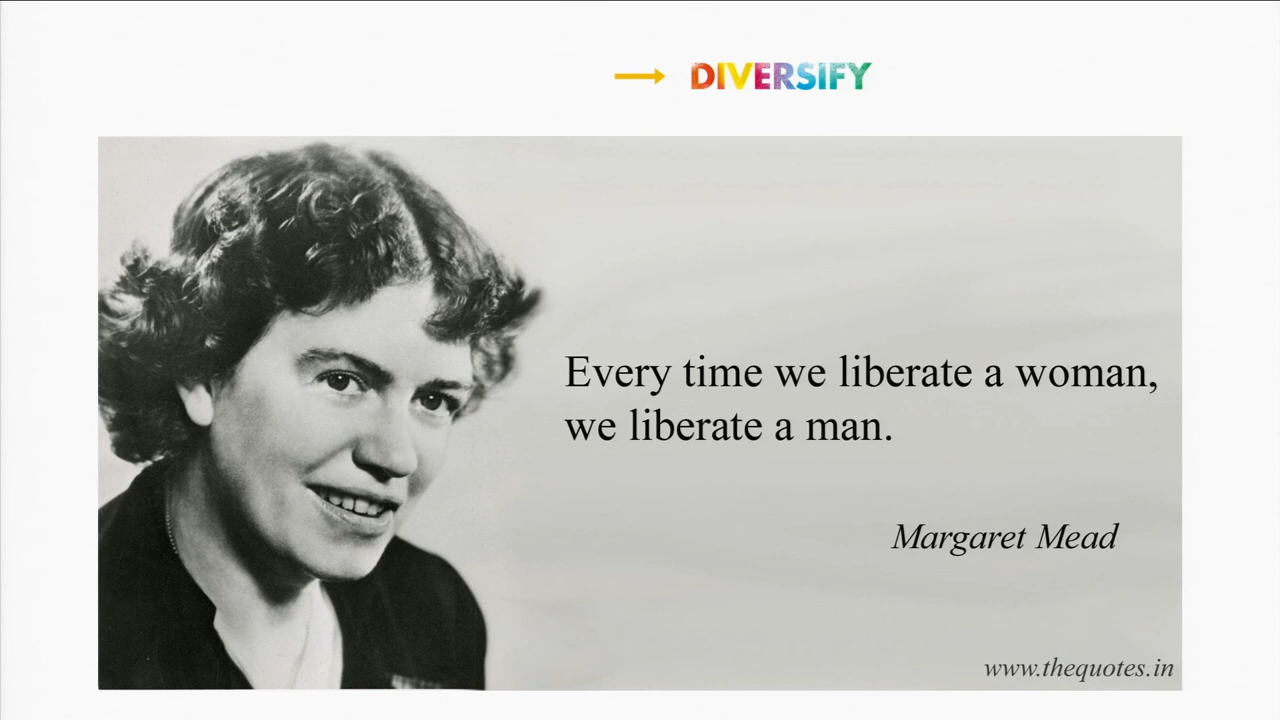 DIVERSIFY
Every time we liberate a woman,
we liberate a man.
Margaret Mead
www.thequotes.in